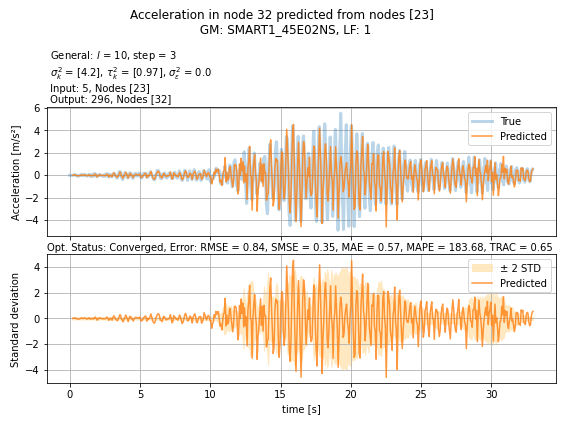 Acceleration in node 32 predicted from nodes [23]
GM: SMART1_45E02NS, LF: 1
General: l = 10, step = 3
σ²ₖ = [4.2], τ²ₖ = [0.97], σ²ε = 0.0
Input: 5, Nodes [23]
Output: 296, Nodes [32]
6
4
2
0
−2
−4
Acceleration [m/s²]
True
Predicted
Opt. Status: Converged, Error: RMSE = 0.84, SMSE = 0.35, MAE = 0.57, MAPE = 183.68, TRAC = 0.65
4
2
0
−2
−4
Standard deviation
± 2 STD
Predicted
0 5 10 15 20 25 30
time [s]